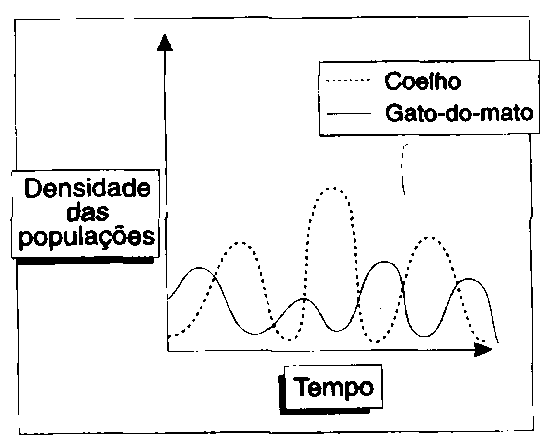 Coelho
Gato-do-mato
Densidade
das
populações
Tempo